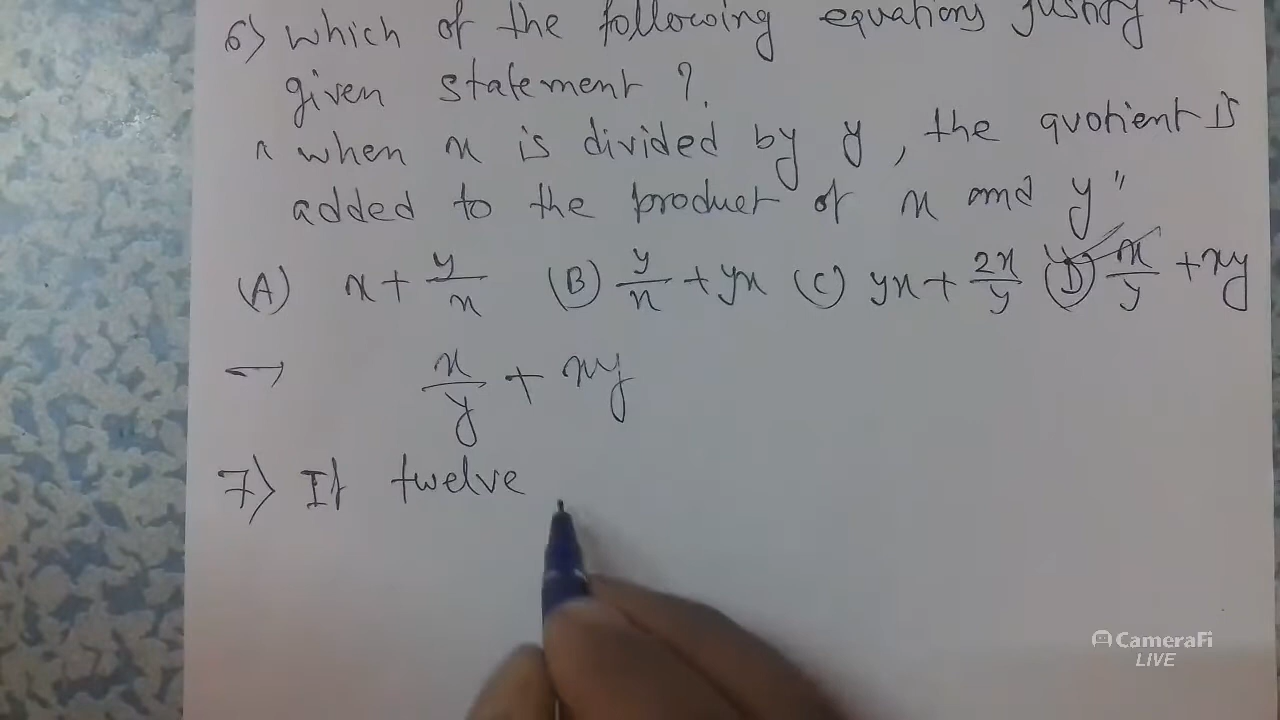 6) which of the following equations justify the
given statement ?
" when x is divided by y , the quotient is
added to the product of x and y "
(A) x + y/x (B) y/x + yx (C) yx + 2x/y (D) x/y + xy
→ x/y + xy
7) If twelve
CameraFi
LIVE